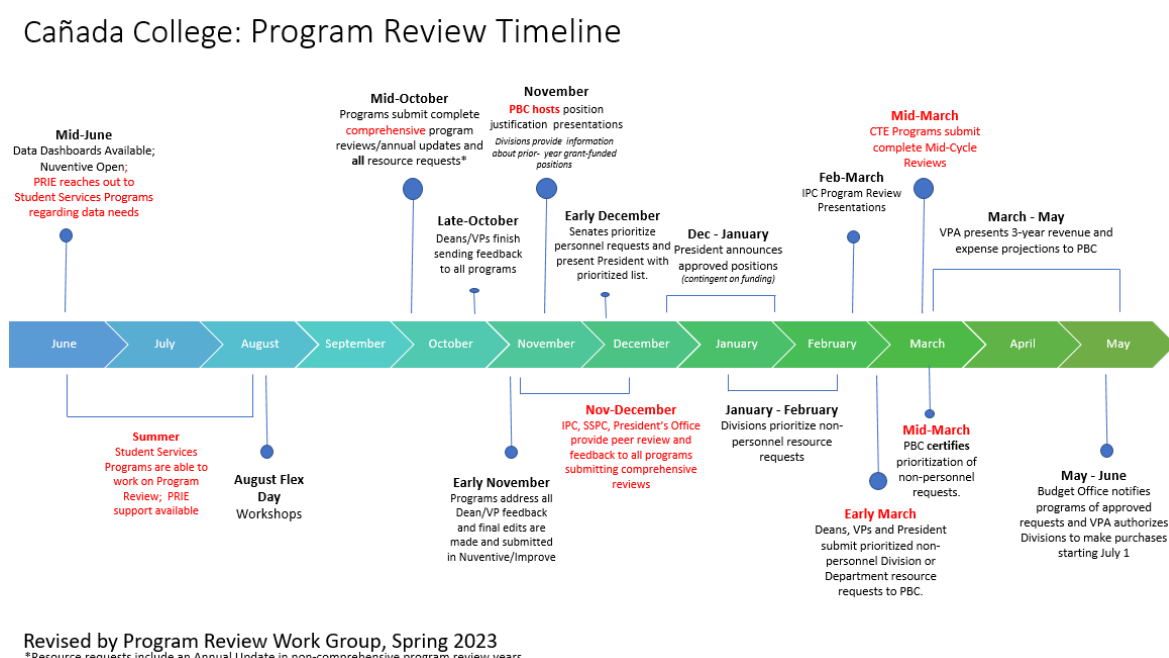 Cañada College: Program Review Timeline
Mid-June
Data Dashboards Available;
Nuventive Open;
PRIE reaches out to
Student Services Programs
regarding data needs
Mid-October
Programs submit complete
comprehensive program
reviews/annual updates and
all resource requests*
Late-October
Deans/VPs finish
sending feedback
to all programs
November
PBC hosts position
justification presentations
Divisions provide information
about prior- year grant-funded
positions
Early December
Senates prioritize
personnel requests and
present President with
prioritized list.
Dec - January
President announces
approved positions
(contingent on funding)
Feb-March
IPC Program Review
Presentations
Mid-March
CTE Programs submit
complete Mid-Cycle
Reviews
March - May
VPA presents 3-year revenue and
expense projections to PBC
June
July
August
September
October
November
December
January
February
March
April
May
Summer
Student Services
Programs are able to
work on Program
Review; PRIE
support available
August Flex
Day
Workshops
Early November
Programs address all
Dean/VP feedback
and final edits are
made and submitted
in Nuventive/Improve
Nov-December
IPC, SSPC, President's Office
provide peer review and
feedback to all programs
submitting comprehensive
reviews
January - February
Divisions prioritize non-
personnel resource
requests
Early March
Deans, VPs and President
submit prioritized non-
personnel Division or
Department resource
requests to PBC.
Mid-March
PBC certifies
prioritization of
non-personnel
requests.
May - June
Budget Office notifies
programs of approved
requests and VPA authorizes
Divisions to make purchases
starting July 1
Revised by Program Review Work Group, Spring 2023
*Resource requests include an Annual Update in non-comprehensive program review years